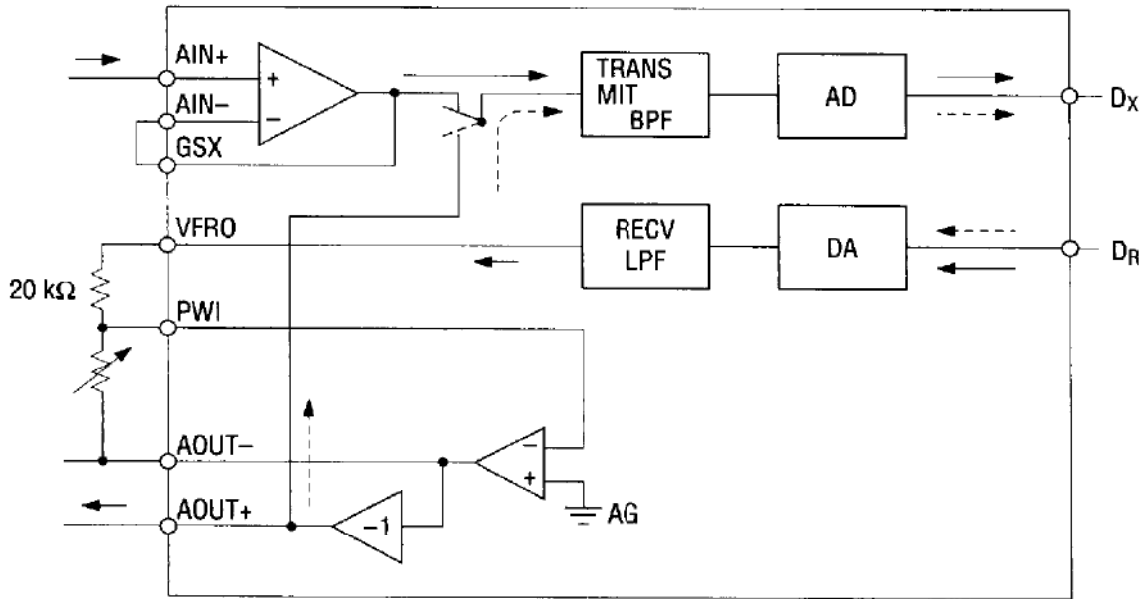 AIN+
+
AIN−
−
GSX
TRANS
MIT
BPF
AD
DX
VFRO
RECV
LPF
DA
DR
20 kΩ
PWI
AOUT−
−
+
AG
AOUT+
−1